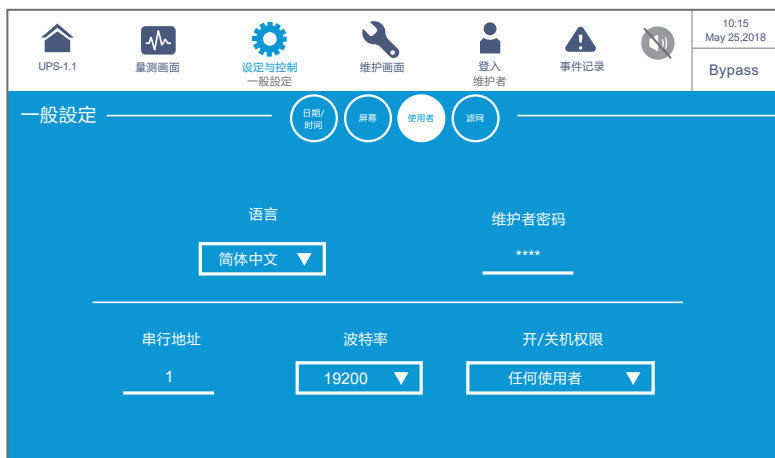 10:15
May 25,2018
UPS-1.1
量测画面
设定与控制
一般設定
维护画面
登入
维护者
事件记录
Bypass
一般設定
日期/
时间
屏幕
使用者
滤网
语言
维护者密码
简体中文
****
串行地址
波特率
开/关机权限
1
19200
任何使用者